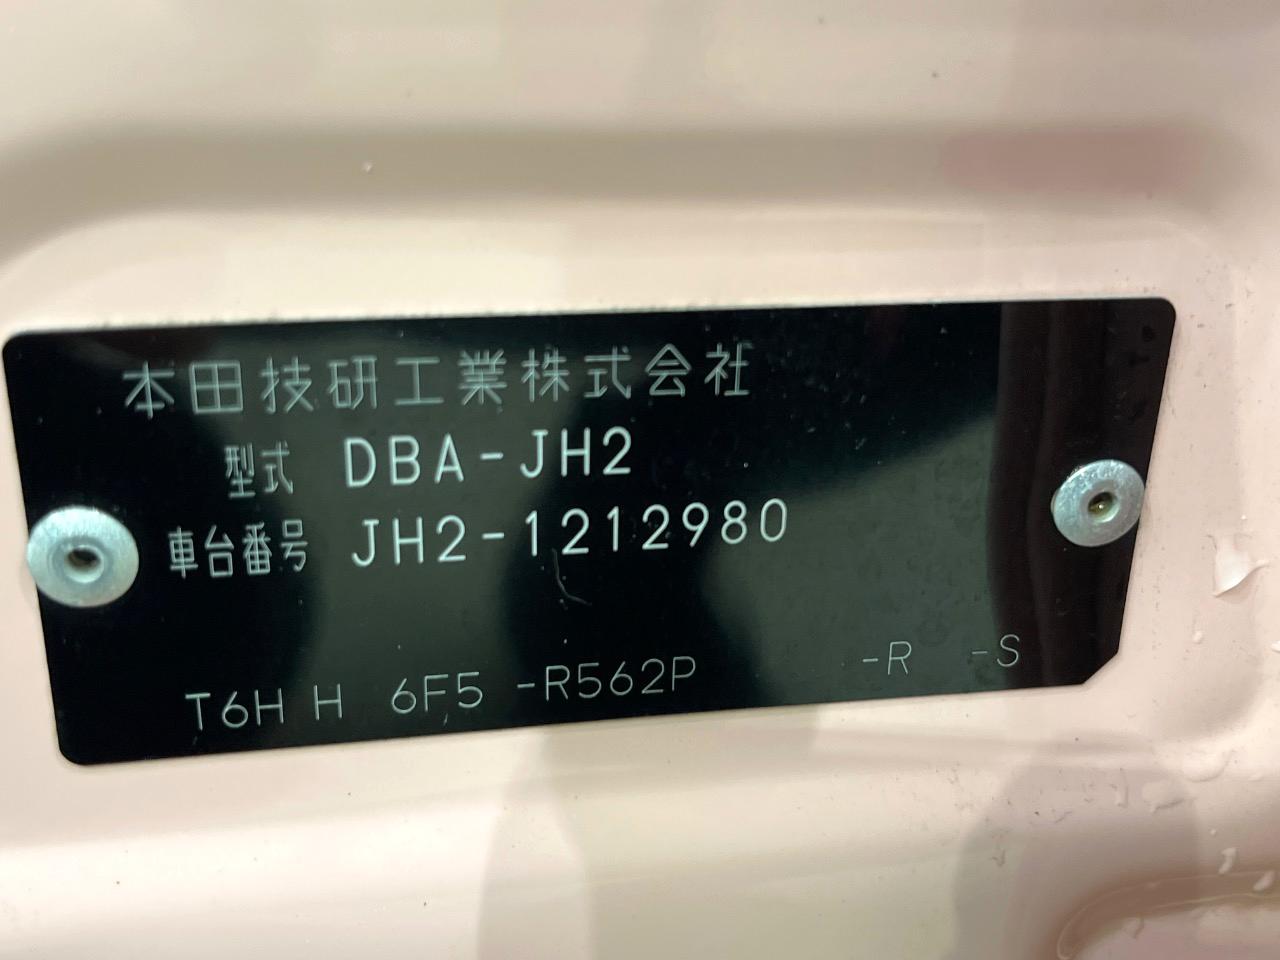 本田技研工業株式会社
型式 DBA-JH2
車台番号 JH2-1212980
T6H H 6F5 -R562P -R -S